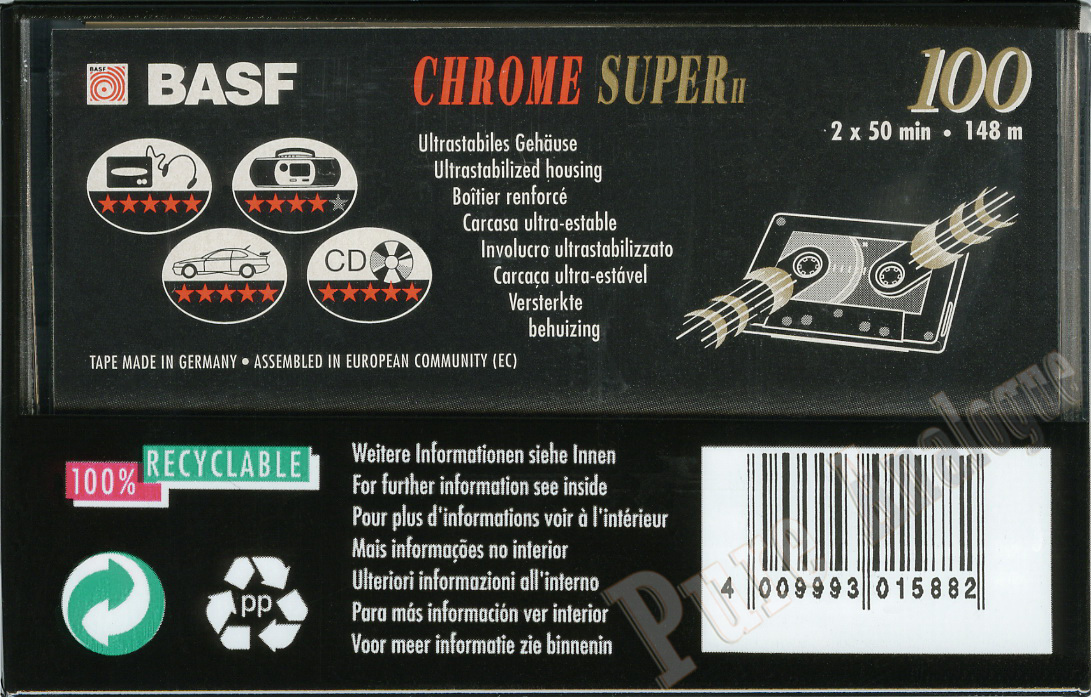 BASF
BASF
CHROME SUPER II
100
2 x 50 min • 148 m
Ultrastabiles Gehäuse
Ultrastabilized housing
Boîtier renforcé
Carcasa ultra-estable
Involucro ultrastabilizzato
Carcaça ultra-estável
Versterkte
behuizing
CD
TAPE MADE IN GERMANY • ASSEMBLED IN EUROPEAN COMMUNITY (EC)
100% RECYCLABLE
pp
Weitere Informationen siehe Innen
For further information see inside
Pour plus d'informations voir à l'intérieur
Mais informações no interior
Ulteriori informazioni all'interno
Para más información ver interior
Voor meer informatie zie binnenin
4 009993 015882
Pure Analogue